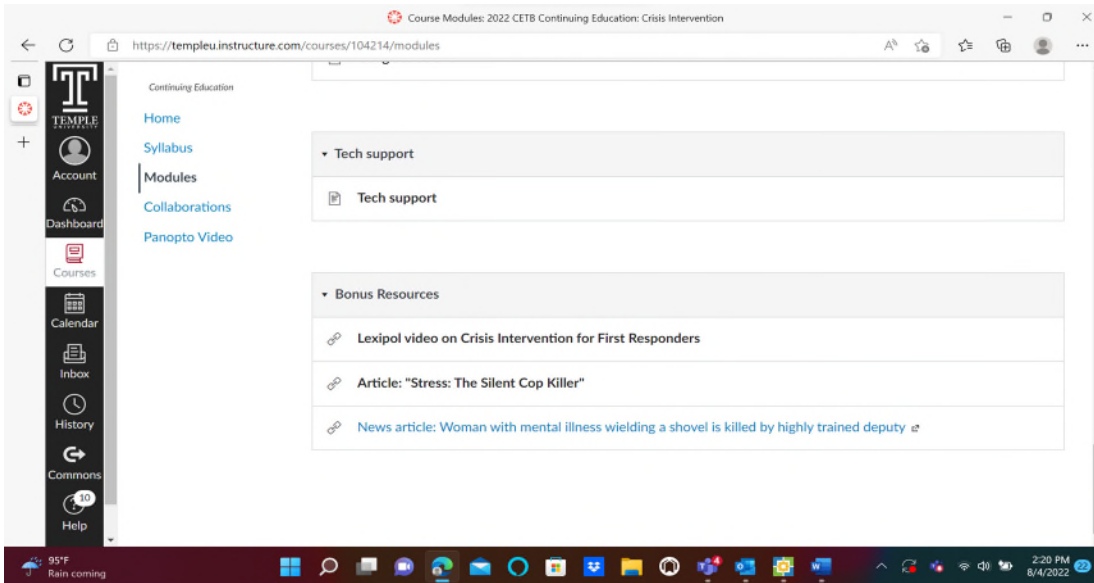 Course Modules: 2022 CETB Continuing Education: Crisis Intervention
https://templeu.instructure.com/courses/104214/modules
TEMPLE
UNIVERSITY
Account
Dashboard
Courses
Calendar
Inbox
History
Commons
10
Help
Continuing Education
Home
Syllabus
Modules
Collaborations
Panopto Video
Tech support
Tech support
Bonus Resources
Lexipol video on Crisis Intervention for First Responders
Article: "Stress: The Silent Cop Killer"
News article: Woman with mental illness wielding a shovel is killed by highly trained deputy
95°F
Rain coming
4
2:20 PM
8/4/2022
22